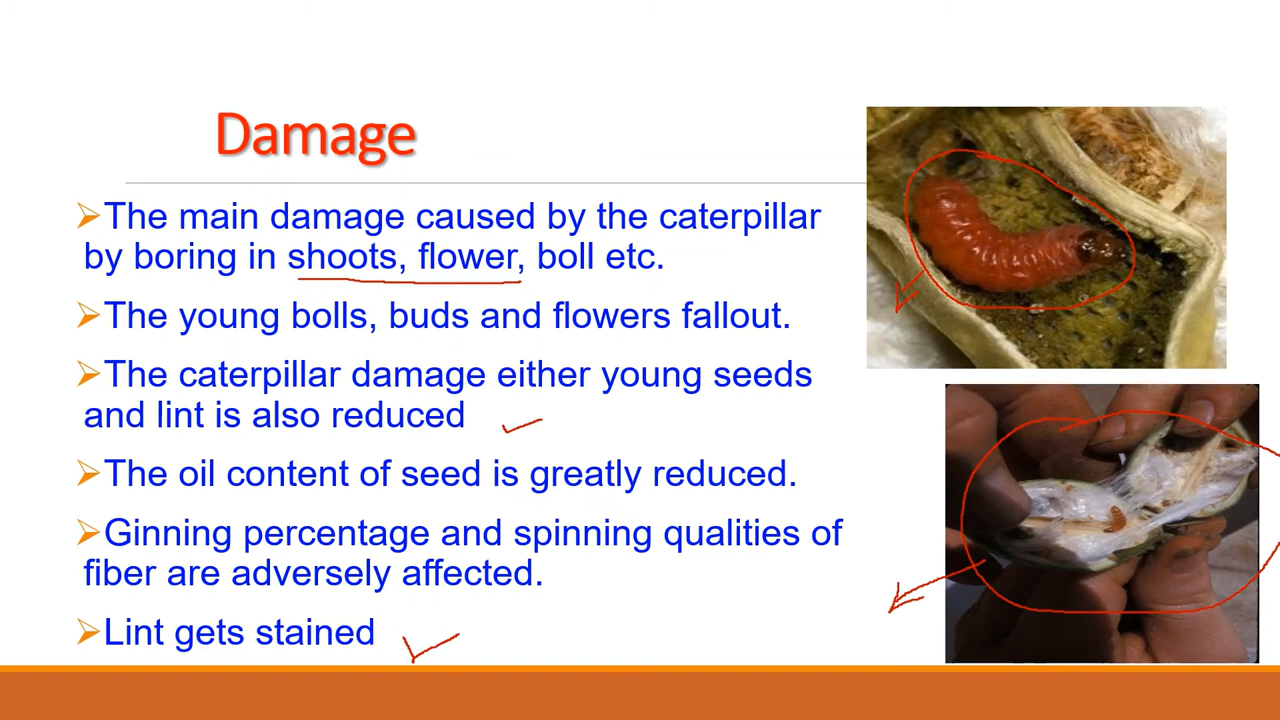 Damage
➢The main damage caused by the caterpillar
by boring in shoots, flower, boll etc.
➢The young bolls, buds and flowers fallout.
➢The caterpillar damage either young seeds
and lint is also reduced
➢The oil content of seed is greatly reduced.
➢Ginning percentage and spinning qualities of
fiber are adversely affected.
➢Lint gets stained